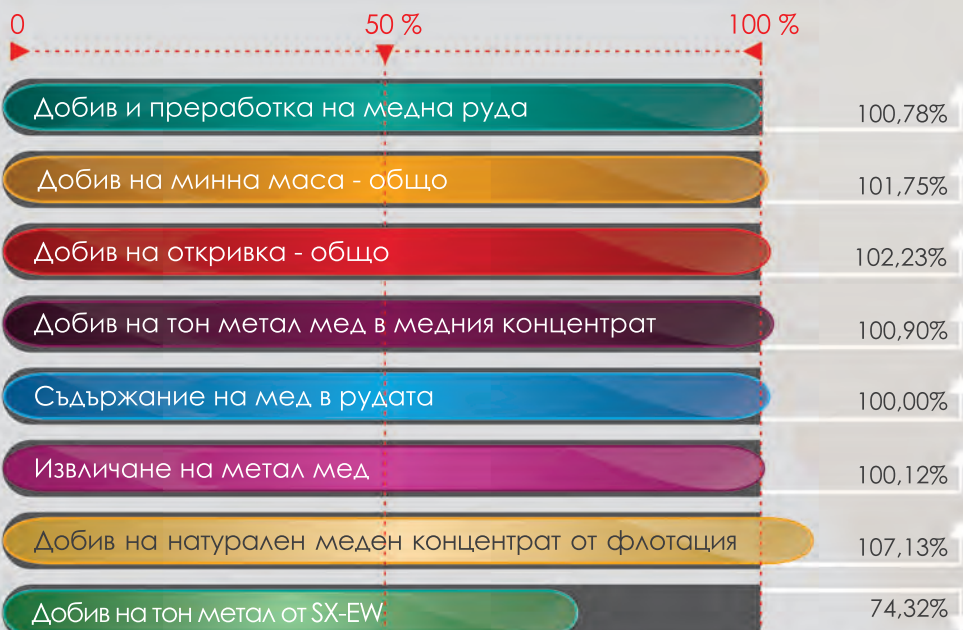 0 50 % 100 %
Добив и преработка на медна руда 100,78%
Добив на минна маса - общо 101,75%
Добив на откривка - общо 102,23%
Добив на тон метал мед в медния концентрат 100,90%
Съдържание на мед в рудата 100,00%
Извличане на метал мед 100,12%
Добив на натурален меден концентрат от флотация 107,13%
Добив на тон метал от SX-EW 74,32%